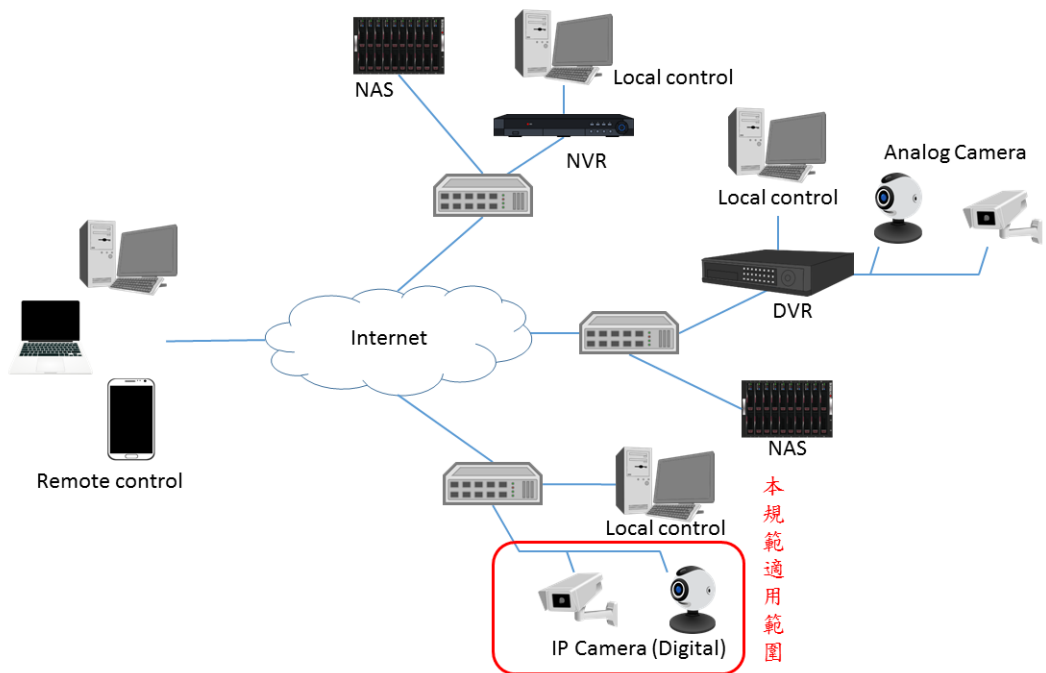 NAS
Local control
NVR
Analog Camera
Local control
DVR
Internet
NAS
Remote control
Local control
IP Camera (Digital)
本規範適用範圍